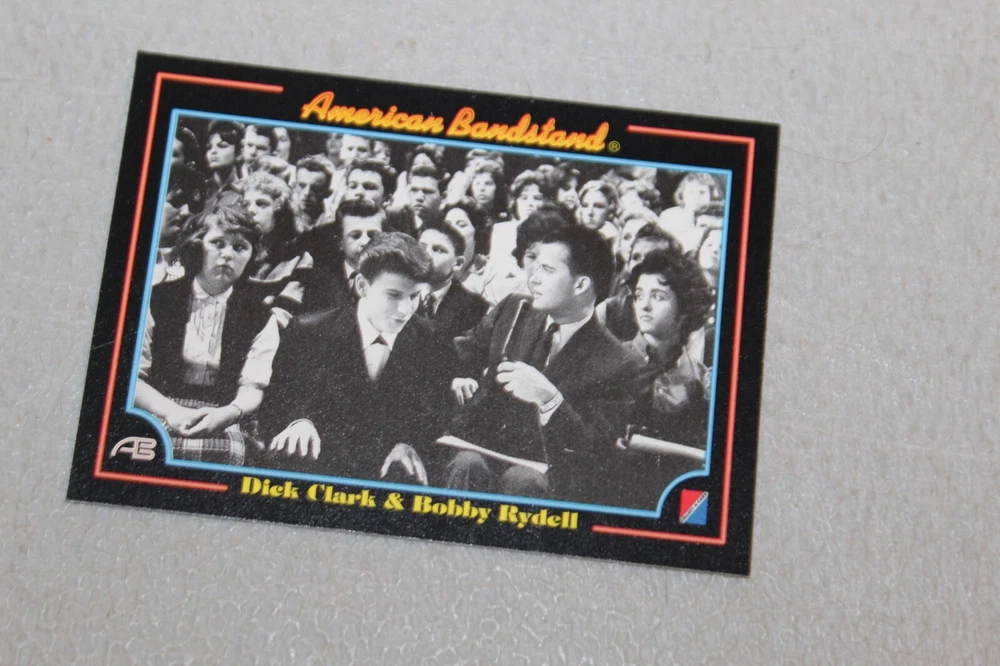 American Bandstand®
AB
Dick Clark & Bobby Rydell